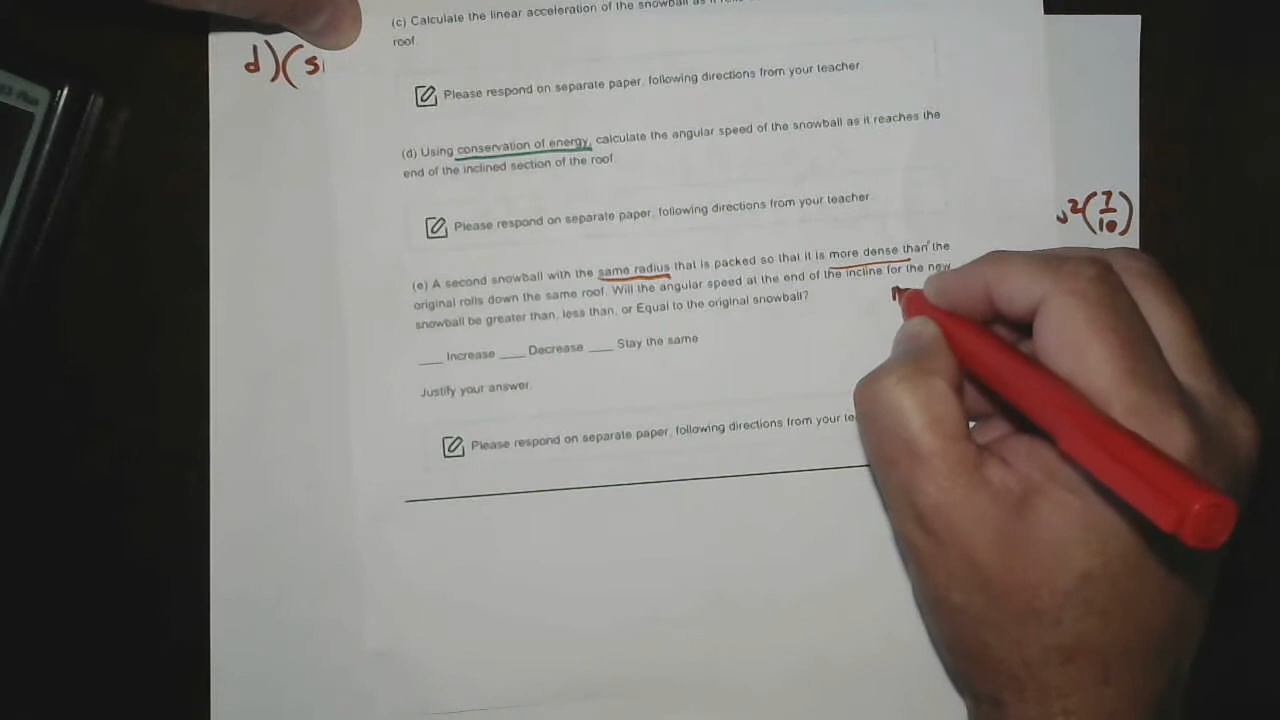 (c) Calculate the linear acceleration of the snowball as it
roof.
d)(s
Please respond on separate paper, following directions from your teacher.
(d) Using conservation of energy, calculate the angular speed of the snowball as it reaches the
end of the inclined section of the roof.
Please respond on separate paper, following directions from your teacher.
²(7/10)
(e) A second snowball with the same radius that is packed so that it is more dense than the
original rolls down the same roof. Will the angular speed at the end of the incline for the new
snowball be greater than, less than, or Equal to the original snowball?
___ Increase ___ Decrease ___ Stay the same
Justify your answer.
Please respond on separate paper, following directions from your